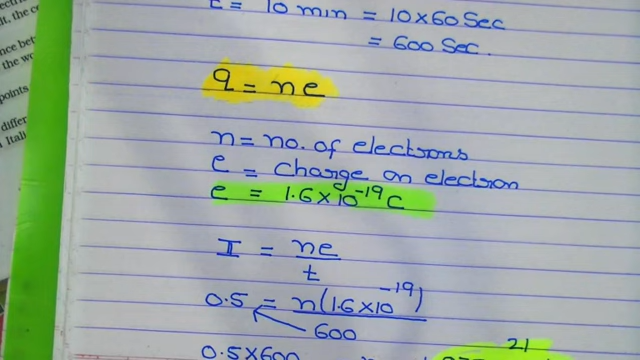 t = 10 min = 10×60 Sec
= 600 Sec.
q = ne
n = no. of electrons
e = charge on electron
e = 1.6×10⁻¹⁹ C
I = ne
t
0.5 = n(1.6×10⁻¹⁹)
600
0.5×600
21